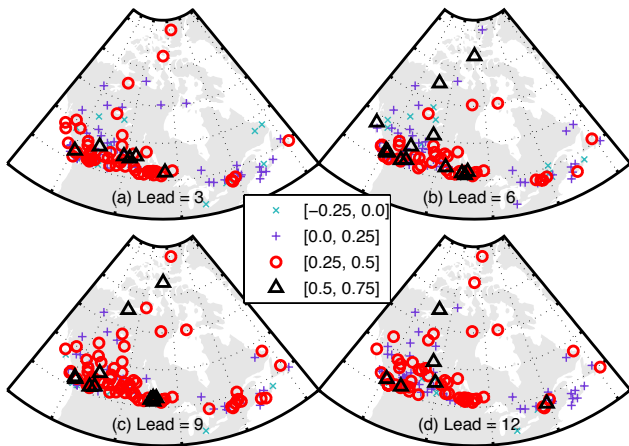 (a) Lead = 3
(b) Lead = 6
[−0.25, 0.0]
[0.0, 0.25]
[0.25, 0.5]
[0.5, 0.75]
(c) Lead = 9
(d) Lead = 12